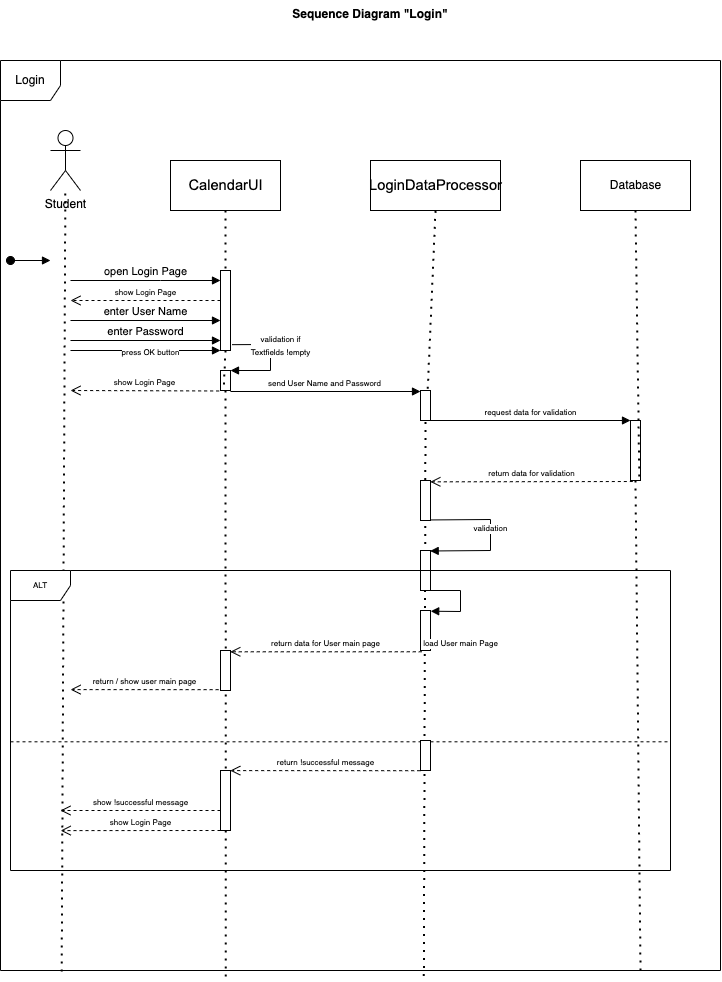 Sequence Diagram "Login"
Login
Student
CalendarUI
LoginDataProcessor
Database
open Login Page
show Login Page
enter User Name
enter Password
press OK button
validation if
Textfields !empty
show Login Page
send User Name and Password
request data for validation
return data for validation
validation
ALT
load User main Page
return data for User main page
return / show user main page
return !successful message
show !successful message
show Login Page